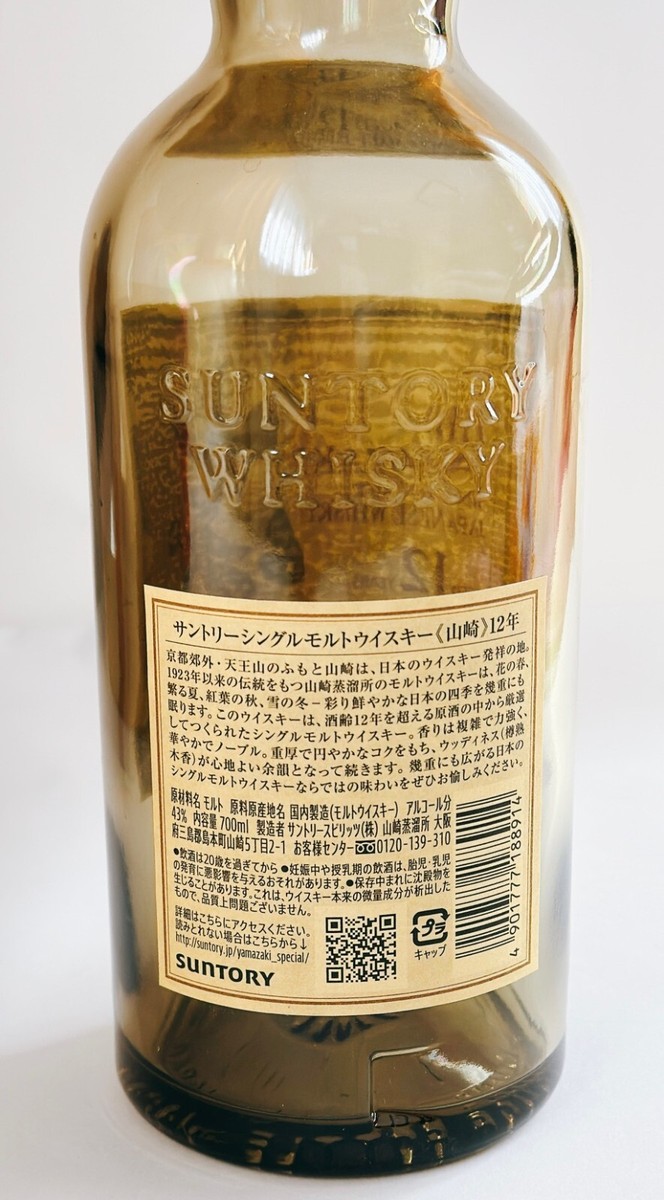 SUNTORY
WHISKY
サントリーシングルモルトウイスキー《山崎》12年
京都郊外・天王山のふもと山崎は、日本のウイスキー発祥の地。
1923年以来の伝統をもつ山崎蒸溜所のモルトウイスキーは、花の春、
繁る夏、紅葉の秋、雪の冬－彩り鮮やかな日本の四季を幾重にも
眠ります。このウイスキーは、酒齢12年を超える原酒の中から厳選
してつくられたシングルモルトウイスキー。香りは複雑で力強く、
華やかでノーブル。重厚で円やかなコクをもち、ウッディネス(樽熟
木香)が心地よい余韻となって続きます。幾重にも広がる日本の
シングルモルトウイスキーならではの味わいをぜひお愉しみください。
原材料名 モルト 原料原産地名 国内製造(モルトウイスキー) アルコール分
43% 内容量 700ml 製造者 サントリースピリッツ(株) 山崎蒸溜所 大阪
府三島郡島本町山崎5丁目2-1 お客様センター 0120-139-310
●飲酒は20歳を過ぎてから ●妊娠中や授乳期の飲酒は、胎児・乳児
の発育に悪影響を与えるおそれがあります。●保存中まれに沈殿物を
生じることがあります。これは、ウイスキー本来の微量成分が析出した
もので、品質上問題ございません。
詳細はこちらにアクセスください。
読みとれない場合はこちらから↓
http://suntory.jp/yamazaki_special/
SUNTORY
プラ
キャップ
4 901777 188914